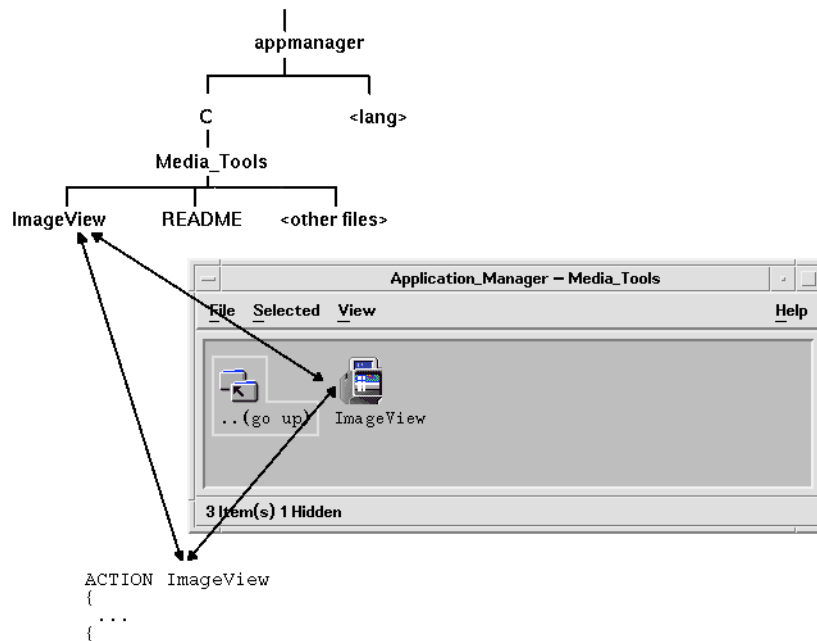 appmanager
C <lang>
Media_Tools
ImageView README <other files>
Application_Manager – Media_Tools
File Selected View Help
..(go up) ImageView
3 Item(s) 1 Hidden
ACTION ImageView
{
...
{